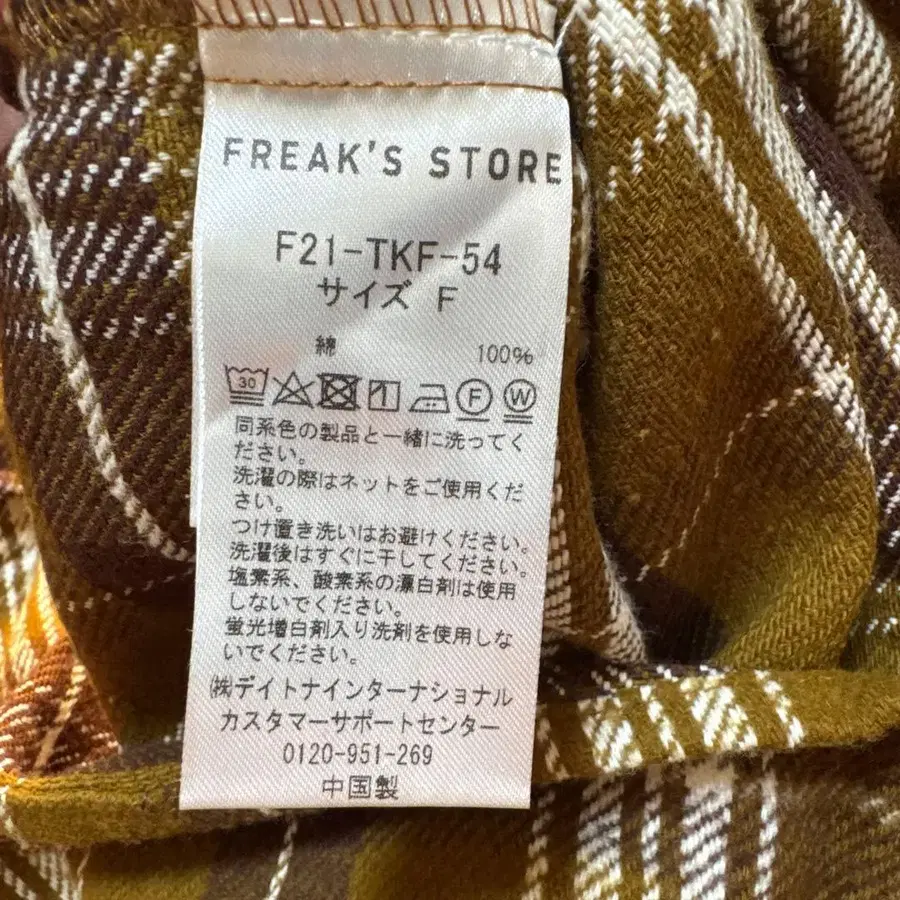 FREAK'S STORE
F21-TKF-54
サイズ F
綿 100%
30 F W
同系色の製品と一緒に洗ってく
ださい。
洗濯の際はネットをご使用くだ
さい。
つけ置き洗いはお避けください。
洗濯後はすぐに干してください。
塩素系、酸素系の漂白剤は使用
しないでください。
蛍光増白剤入り洗剤を使用しな
いでください。
㈱デイトナインターナショナル
カスタマーサポートセンター
0120-951-269
中国製